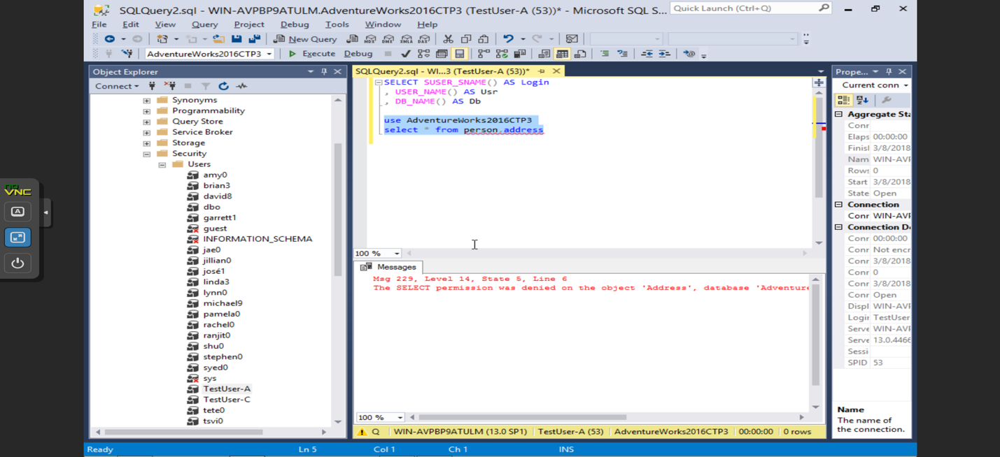 SQLQuery2.sql - WIN-AVPBP9ATULM.AdventureWorks2016CTP3 (TestUser-A (53))* - Microsoft SQL S...
Quick Launch (Ctrl+Q)
File Edit View Query Project Debug Tools Window Help
New Query
AdventureWorks2016CTP3 Execute Debug
Object Explorer
Connect
Synonyms
Programmability
Query Store
Service Broker
Storage
Security
Users
amy0
brian3
david8
dbo
garrett1
guest
INFORMATION_SCHEMA
jae0
jillian0
josé1
linda3
lynn0
michael9
pamela0
rachel0
ranjit0
shu0
stephen0
syed0
sys
TestUser-A
TestUser-C
tete0
tsvi0
SQLQuery2.sql - WI...3 (TestUser-A (53))*
SELECT SUSER_SNAME() AS Login
, USER_NAME() AS Usr
, DB_NAME() AS Db
use AdventureWorks2016CTP3
select * from person.address
100 %
Messages
Msg 229, Level 14, State 5, Line 6
The SELECT permission was denied on the object 'Address', database 'Adventure
100 %
Q WIN-AVPBP9ATULM (13.0 SP1) TestUser-A (53) AdventureWorks2016CTP3 00:00:00 0 rows
Prope...
Current conn
Aggregate Sta
Conr
Elaps 00:00:00
Finisl 3/8/2018
Nam WIN-AVF
Rows 0
Start 3/8/2018
State Open
Connection
Conr WIN-AVF
Connection De
Conr 00:00:00
Conr Not encr
Conr 3/8/2018
Conr 0
Conr 3/8/2018
Conr Open
Displ WIN-AVF
Logir TestUser
Serve WIN-AVF
Serve 13.0.4466
Sessi
SPID 53
Name
The name of
the connection.
Ready Ln 5 Col 1 Ch 1 INS
no
VNC
A